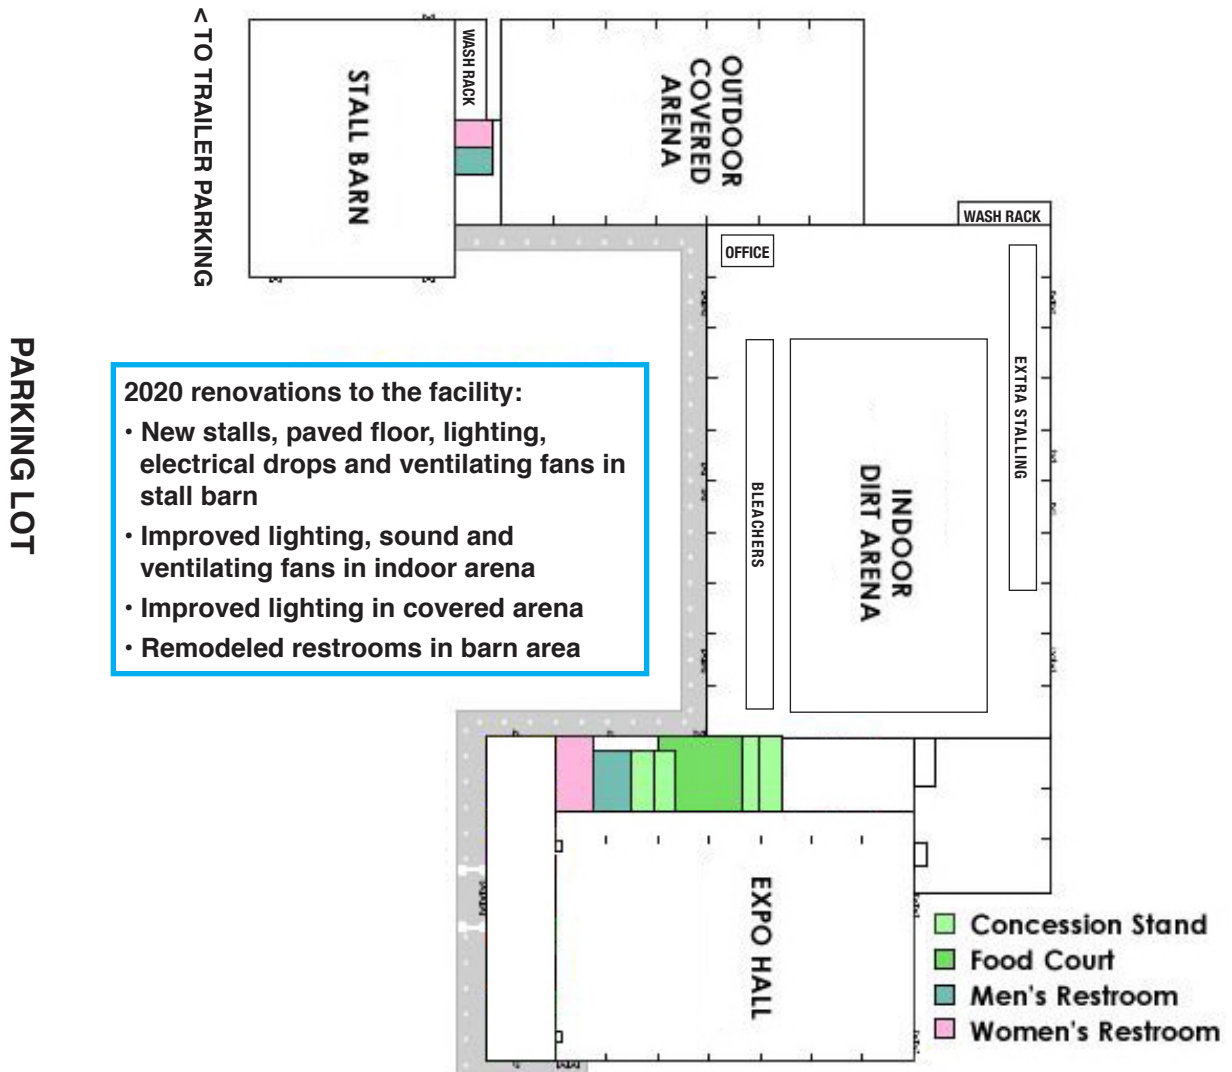 < TO TRAILER PARKING
STALL BARN
WASH RACK
OUTDOOR
COVERED
ARENA
WASH RACK
OFFICE
EXTRA STALLING
BLEACHERS
INDOOR
DIRT ARENA
PARKING LOT
2020 renovations to the facility:
• New stalls, paved floor, lighting,
electrical drops and ventilating fans in
stall barn
• Improved lighting, sound and
ventilating fans in indoor arena
• Improved lighting in covered arena
• Remodeled restrooms in barn area
EXPO HALL
Concession Stand
Food Court
Men's Restroom
Women's Restroom